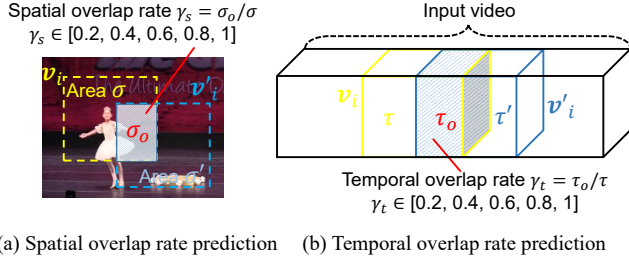 Spatial overlap rate γₛ = σₒ/σ
γₛ ∈ [0.2, 0.4, 0.6, 0.8, 1]
vᵢ
Area σ
v'ᵢ
σₒ
Area σ'
(a) Spatial overlap rate prediction
Input video
vᵢ
τ
τₒ
τ'
v'ᵢ
Temporal overlap rate γₜ = τₒ/τ
γₜ ∈ [0.2, 0.4, 0.6, 0.8, 1]
(b) Temporal overlap rate prediction